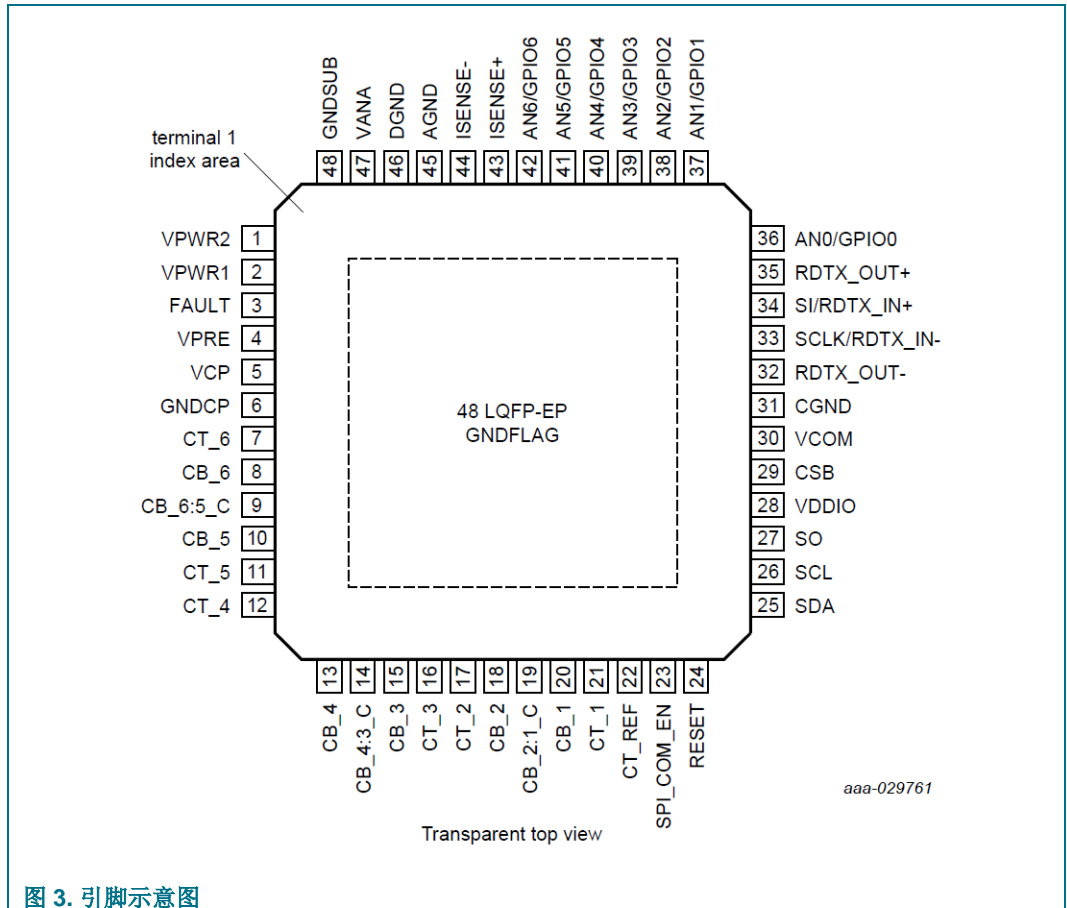 GNDSUB
VANA
DGND
AGND
ISENSE-
ISENSE+
AN6/GPIO6
AN5/GPIO5
AN4/GPIO4
AN3/GPIO3
AN2/GPIO2
AN1/GPIO1
terminal 1
index area
48 47 46 45 44 43 42 41 40 39 38 37
VPWR2 1
VPWR1 2
FAULT 3
VPRE 4
VCP 5
GNDCP 6
CT_6 7
CB_6 8
CB_6:5_C 9
CB_5 10
CT_5 11
CT_4 12
48 LQFP-EP
GNDFLAG
36 AN0/GPIO0
35 RDTX_OUT+
34 SI/RDTX_IN+
33 SCLK/RDTX_IN-
32 RDTX_OUT-
31 CGND
30 VCOM
29 CSB
28 VDDIO
27 SO
26 SCL
25 SDA
13 14 15 16 17 18 19 20 21 22 23 24
CB_4
CB_4:3_C
CB_3
CT_3
CT_2
CB_2
CB_2:1_C
CB_1
CT_1
CT_REF
SPI_COM_EN
RESET
aaa-029761
Transparent top view
图 3. 引脚示意图